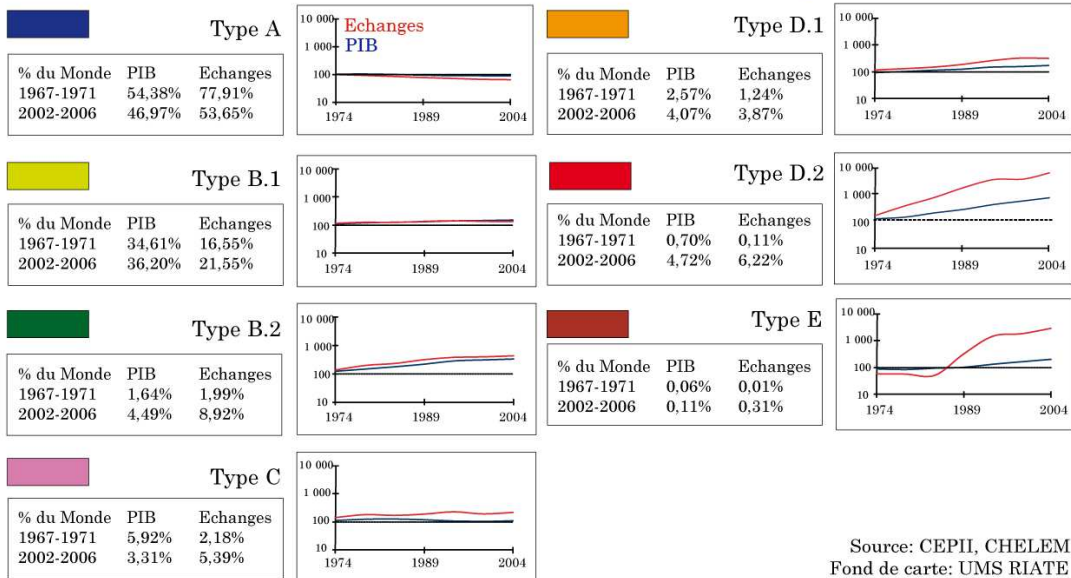 Type A
% du Monde PIB Echanges
1967-1971 54,38% 77,91%
2002-2006 46,97% 53,65%
10 000
1 000
100
10
Echanges
PIB
1974 1989 2004
Type B.1
% du Monde PIB Echanges
1967-1971 34,61% 16,55%
2002-2006 36,20% 21,55%
10 000
1 000
100
10
1974 1989 2004
Type B.2
% du Monde PIB Echanges
1967-1971 1,64% 1,99%
2002-2006 4,49% 8,92%
10 000
1 000
100
10
1974 1989 2004
Type C
% du Monde PIB Echanges
1967-1971 5,92% 2,18%
2002-2006 3,31% 5,39%
10 000
1 000
100
10
1974 1989 2004
Type D.1
% du Monde PIB Echanges
1967-1971 2,57% 1,24%
2002-2006 4,07% 3,87%
10 000
1 000
100
10
1974 1989 2004
Type D.2
% du Monde PIB Echanges
1967-1971 0,70% 0,11%
2002-2006 4,72% 6,22%
10 000
1 000
100
10
1974 1989 2004
Type E
% du Monde PIB Echanges
1967-1971 0,06% 0,01%
2002-2006 0,11% 0,31%
10 000
1 000
100
10
1974 1989 2004
Source: CEPII, CHELEM
Fond de carte: UMS RIATE